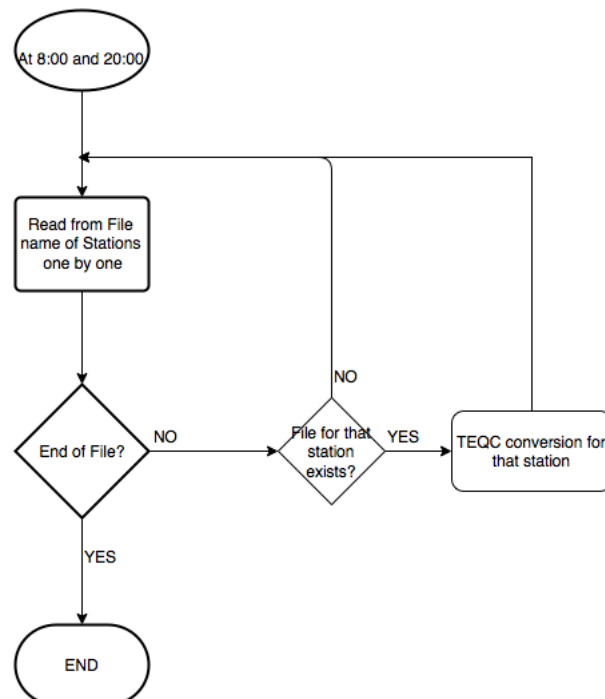 At 8:00 and 20:00
Read from File
name of Stations
one by one
End of File?
NO
YES
END
File for that
station
exists?
NO
YES
TEQC conversion for
that station